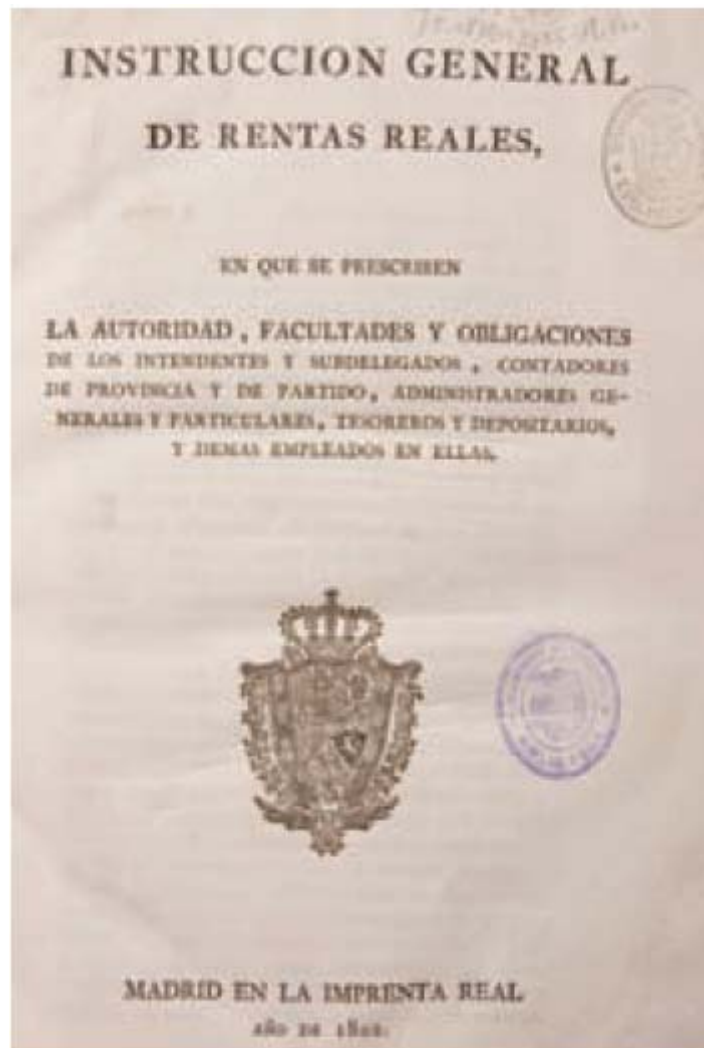 INSTRUCCION GENERAL
DE RENTAS REALES,
EN QUE SE PRESCRIBEN
LA AUTORIDAD, FACULTADES Y OBLIGACIONES
DE LOS INTENDENTES Y SUBDELEGADOS, CONTADORES
DE PROVINCIA Y DE PARTIDO, ADMINISTRADORES GE-
NERALES Y PARTICULARES, TESOREROS Y DEPOSITARIOS,
Y DEMAS EMPLEADOS EN ELLAS.
MADRID EN LA IMPRENTA REAL
AÑO DE